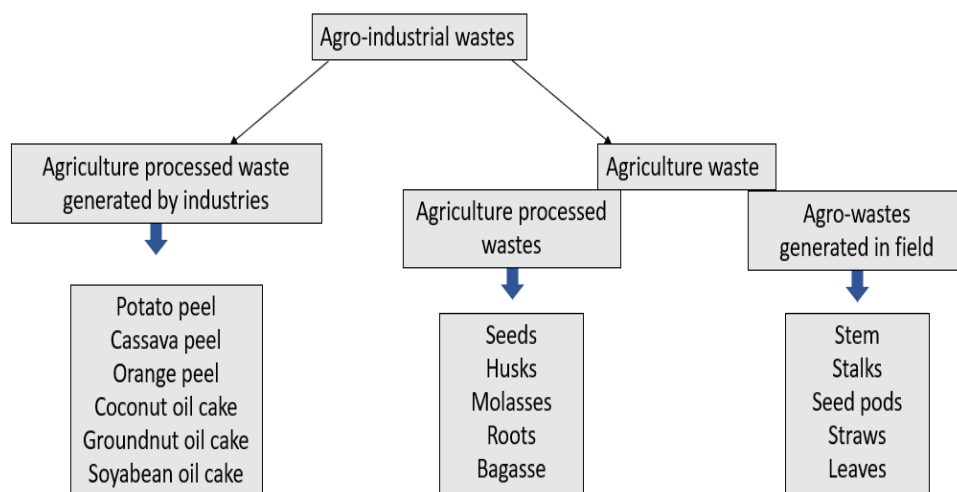 Agro-industrial wastes
Agriculture processed waste
generated by industries
Potato peel
Cassava peel
Orange peel
Coconut oil cake
Groundnut oil cake
Soyabean oil cake
Agriculture waste
Agriculture processed
wastes
Seeds
Husks
Molasses
Roots
Bagasse
Agro-wastes
generated in field
Stem
Stalks
Seed pods
Straws
Leaves